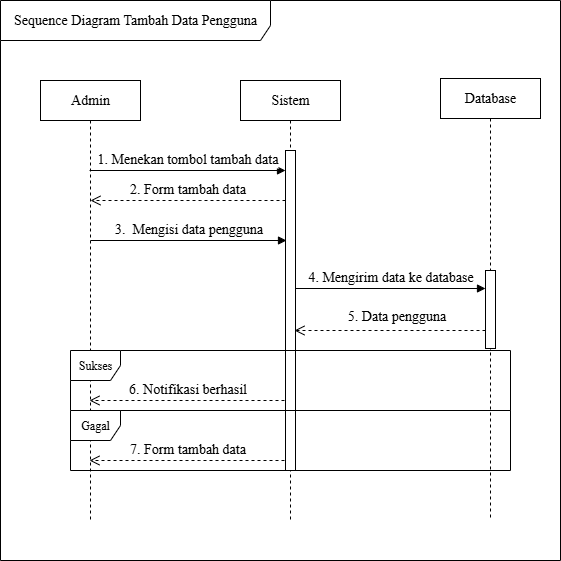 Sequence Diagram Tambah Data Pengguna
Admin
Sistem
Database
1. Menekan tombol tambah data
2. Form tambah data
3. Mengisi data pengguna
4. Mengirim data ke database
5. Data pengguna
Sukses
6. Notifikasi berhasil
Gagal
7. Form tambah data